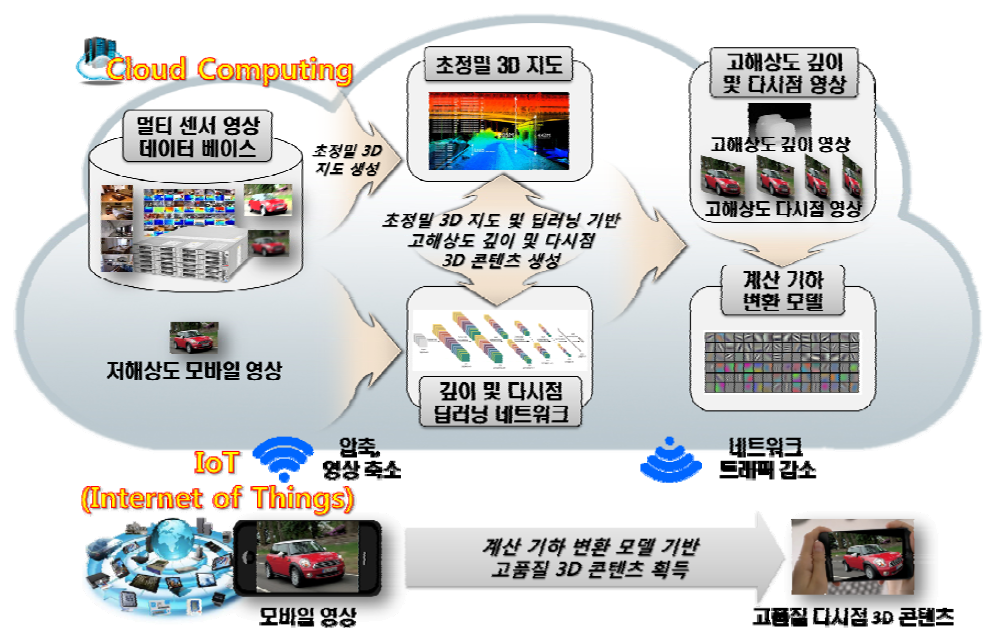 Cloud Computing
멀티 센서 영상
데이터 베이스
초정밀 3D
지도 생성
초정밀 3D 지도
고해상도 깊이
및 다시점 영상
고해상도 깊이 영상
고해상도 다시점 영상
초정밀 3D 지도 및 딥러닝 기반
고해상도 깊이 및 다시점
3D 콘텐츠 생성
계산 기하
변환 모델
저해상도 모바일 영상
깊이 및 다시점
딥러닝 네트워크
IoT
(Internet of Things)
압축,
영상 축소
네트워크
트래픽 감소
계산 기하 변환 모델 기반
고품질 3D 콘텐츠 획득
모바일 영상
고품질 다시점 3D 콘텐츠